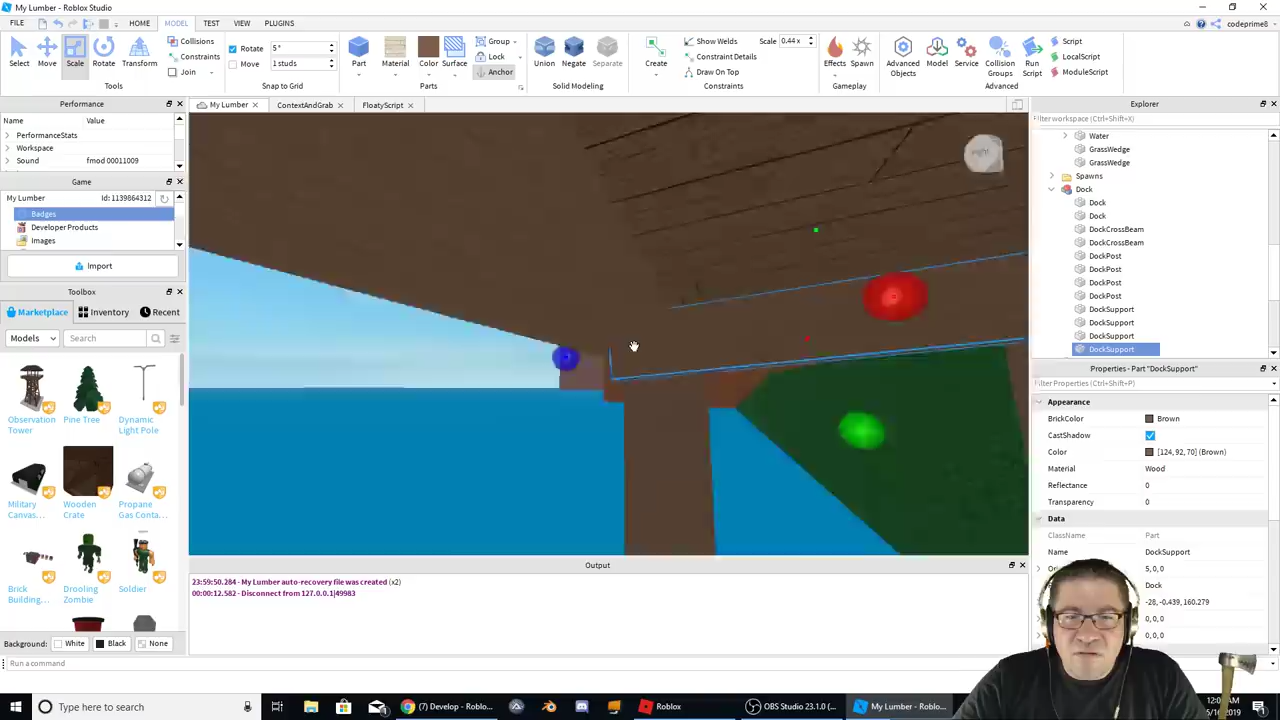 My Lumber - Roblox Studio
FILE HOME MODEL TEST VIEW PLUGINS codeprime8
Select Move Scale Rotate Transform
Collisions
Constraints
Join
Tools
Rotate 5°
Move 1 studs
Snap to Grid
Part Material Color Surface
Group
Lock
Anchor
Parts
Union Negate Separate
Solid Modeling
Create
Show Welds Scale 0.44 x
Constraint Details
Draw On Top
Constraints
Effects Spawn
Gameplay
Advanced Objects Model Service Collision Groups Run Script
Script
LocalScript
ModuleScript
Advanced
Performance
Name Value
PerformanceStats
Workspace
Sound fmod 00011009
Game
My Lumber Id: 1139864312
Badges
Developer Products
Images
Import
Toolbox
Marketplace Inventory Recent
Models Search
Observation Tower Pine Tree Dynamic Light Pole
Military Canvas... Wooden Crate Propane Gas Conta...
Brick Building... Drooling Zombie Soldier
Background: White Black None
My Lumber ContextAndGrab FloatyScript
Output
23:59:50.284 - My Lumber auto-recovery file was created (x2)
00:00:12.582 - Disconnect from 127.0.0.1|49983
Explorer
Filter workspace (Ctrl+Shift+X)
Water
GrassWedge
GrassWedge
Spawns
Dock
Dock
Dock
DockCrossBeam
DockCrossBeam
DockPost
DockPost
DockPost
DockPost
DockSupport
DockSupport
DockSupport
DockSupport
Properties - Part "DockSupport"
Filter Properties (Ctrl+Shift+P)
Appearance
BrickColor Brown
CastShadow
Color [124, 92, 70] (Brown)
Material Wood
Reflectance 0
Transparency 0
Data
ClassName Part
Name DockSupport
5, 0, 0
Dock
-28, -0.439, 160.279
0, 0, 0
0, 0, 0
Run a command
Type here to search
(7) Develop - Roblo...
Roblox
OBS Studio 23.1.0 (...
My Lumber - Roblo...